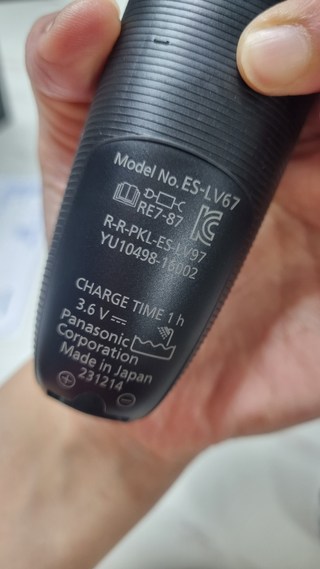 Model No. ES-LV67
RE7-87
R-R-PKL-ES-LV97
YU10498-16002
CHARGE TIME 1 h
3.6 V
Panasonic
Corporation
Made in Japan
231214